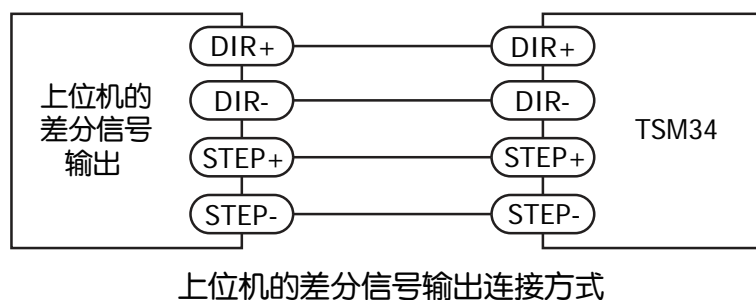 上位机的
差分信号
输出
DIR+
DIR-
STEP+
STEP-
DIR+
DIR-
STEP+
STEP-
TSM34
上位机的差分信号输出连接方式